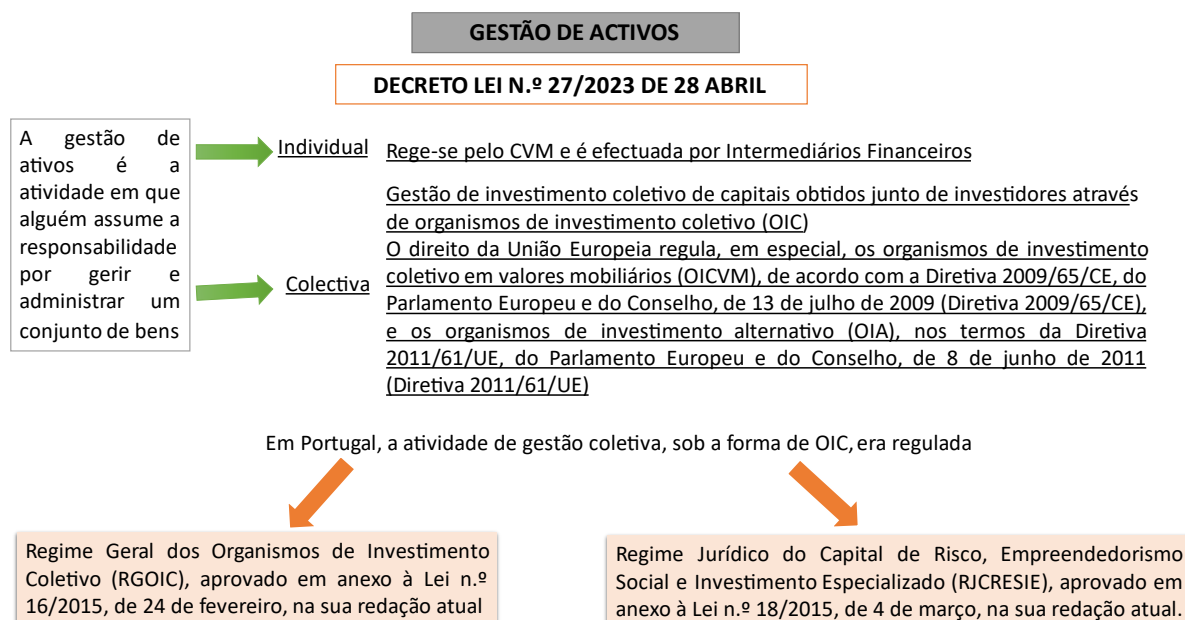 GESTÃO DE ACTIVOS
DECRETO LEI N.º 27/2023 DE 28 ABRIL
A gestão de
ativos é a
atividade em que
alguém assume a
responsabilidade
por gerir e
administrar um
conjunto de bens
Individual
Rege-se pelo CVM e é efectuada por Intermediários Financeiros
Colectiva
Gestão de investimento coletivo de capitais obtidos junto de investidores através
de organismos de investimento coletivo (OIC)
O direito da União Europeia regula, em especial, os organismos de investimento
coletivo em valores mobiliários (OICVM), de acordo com a Diretiva 2009/65/CE, do
Parlamento Europeu e do Conselho, de 13 de julho de 2009 (Diretiva 2009/65/CE),
e os organismos de investimento alternativo (OIA), nos termos da Diretiva
2011/61/UE, do Parlamento Europeu e do Conselho, de 8 de junho de 2011
(Diretiva 2011/61/UE)
Em Portugal, a atividade de gestão coletiva, sob a forma de OIC, era regulada
Regime Geral dos Organismos de Investimento
Coletivo (RGOIC), aprovado em anexo à Lei n.º
16/2015, de 24 de fevereiro, na sua redação atual
Regime Jurídico do Capital de Risco, Empreendedorismo
Social e Investimento Especializado (RJCRESIE), aprovado em
anexo à Lei n.º 18/2015, de 4 de março, na sua redação atual.